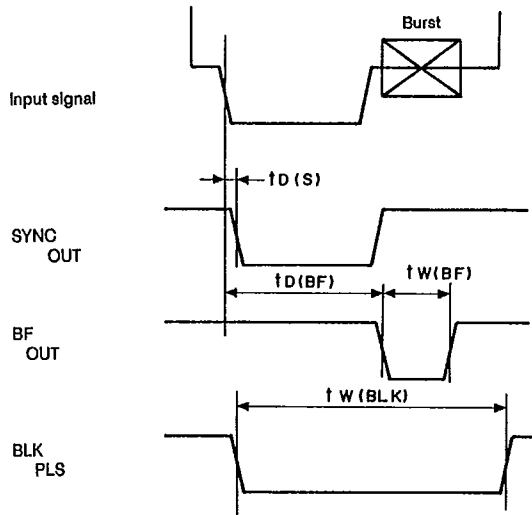 Burst
Input signal
tD(S)
SYNC
OUT
tD(BF)
tW(BF)
BF
OUT
tW(BLK)
BLK
PLS